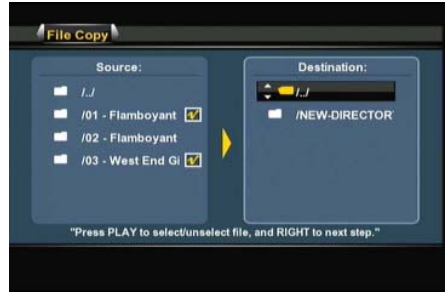 File Copy
Source:
/../
/01 - Flamboyant
/02 - Flamboyant
/03 - West End Gi
Destination:
/../
/NEW-DIRECTOR
"Press PLAY to select/unselect file, and RIGHT to next step."